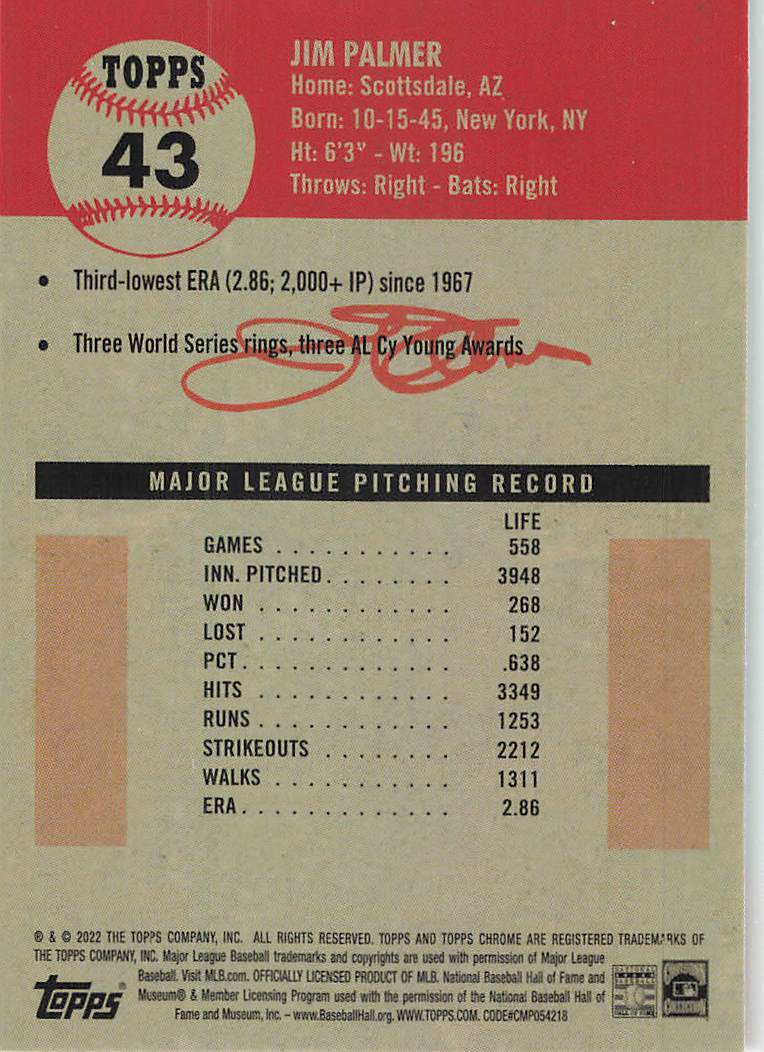 TOPPS
43
JIM PALMER
Home: Scottsdale, AZ
Born: 10-15-45, New York, NY
Ht: 6'3" - Wt: 196
Throws: Right - Bats: Right
• Third-lowest ERA (2.86; 2,000+ IP) since 1967
• Three World Series rings, three AL Cy Young Awards
MAJOR LEAGUE PITCHING RECORD
LIFE
GAMES . . . . . . . . . . . . 558
INN. PITCHED. . . . . . . . . 3948
WON . . . . . . . . . . . . . 268
LOST . . . . . . . . . . . . . 152
PCT. . . . . . . . . . . . . . .638
HITS . . . . . . . . . . . . . 3349
RUNS . . . . . . . . . . . . . 1253
STRIKEOUTS . . . . . . . . 2212
WALKS . . . . . . . . . . . . 1311
ERA. . . . . . . . . . . . . . 2.86
® & © 2022 THE TOPPS COMPANY, INC. ALL RIGHTS RESERVED. TOPPS AND TOPPS CHROME ARE REGISTERED TRADEMARKS OF
THE TOPPS COMPANY, INC. Major League Baseball trademarks and copyrights are used with permission of Major League
Baseball. Visit MLB.com. OFFICIALLY LICENSED PRODUCT OF MLB. National Baseball Hall of Fame and
Museum® & Member Licensing Program used with the permission of the National Baseball Hall of
Fame and Museum, Inc. – www.BaseballHall.org. WWW.TOPPS.COM. CODE#CMP054218
topps